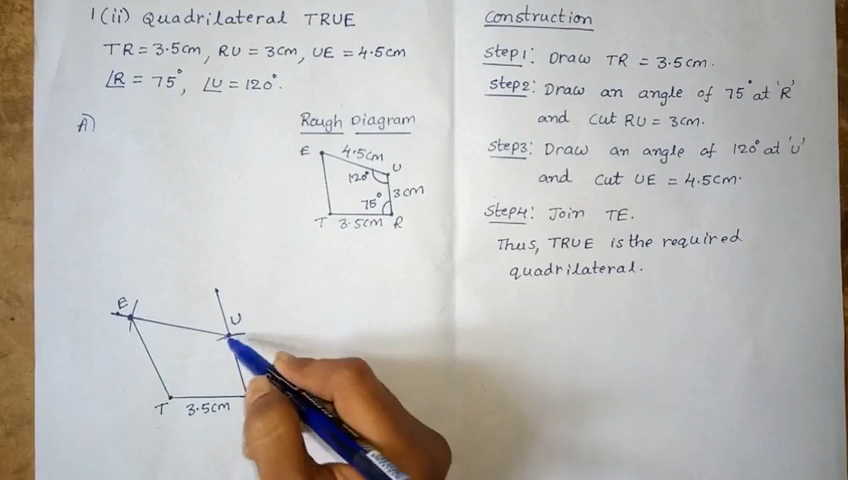 1(ii) Quadrilateral TRUE
TR = 3.5cm, RU = 3cm, UE = 4.5cm
∠R = 75°, ∠U = 120°.
A)
Rough Diagram
E 4.5cm U
120°
3cm
75°
T 3.5cm R
E
U
T 3.5cm
Construction
Step1: Draw TR = 3.5cm.
Step2: Draw an angle of 75° at 'R'
and cut RU = 3cm.
Step3: Draw an angle of 120° at 'U'
and cut UE = 4.5cm.
Step4: Join TE.
Thus, TRUE is the required
quadrilateral.